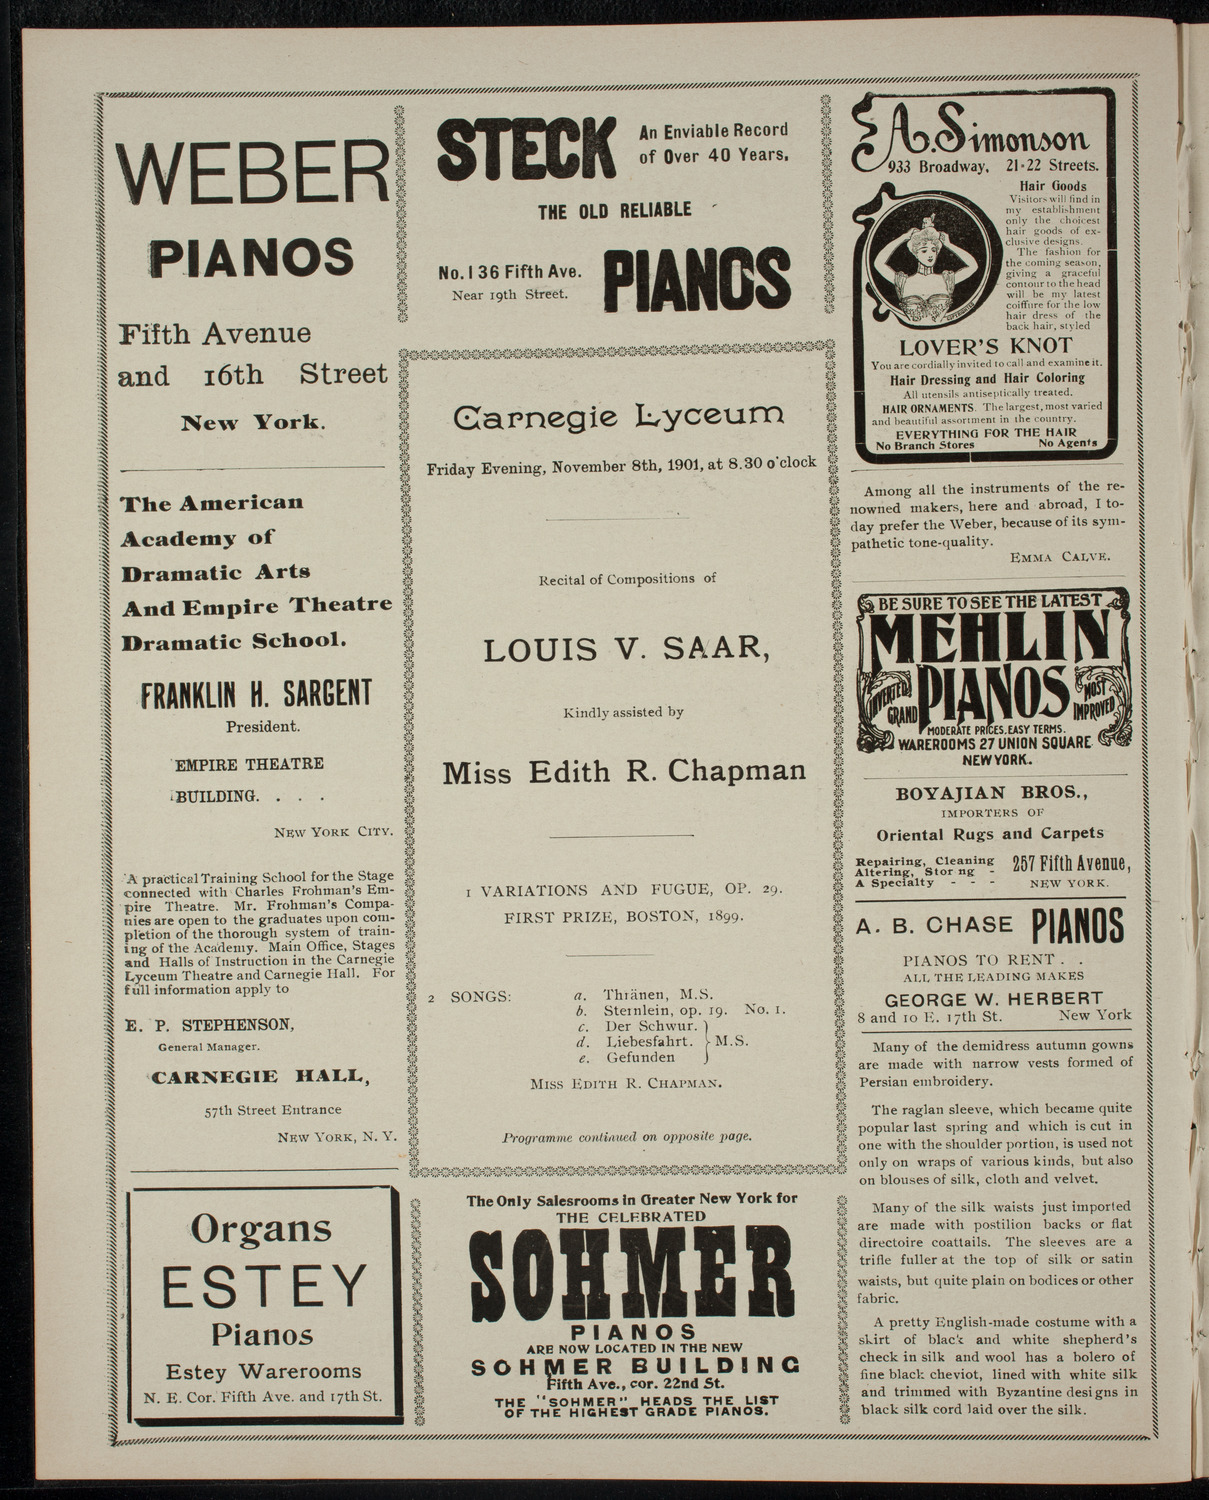 WEBER
PIANOS
Fifth Avenue
and 16th Street
New York.
The American
Academy of
Dramatic Arts
And Empire Theatre
Dramatic School.
FRANKLIN H. SARGENT
President.
EMPIRE THEATRE
BUILDING. . . .
NEW YORK CITY.
A practical Training School for the Stage
connected with Charles Frohman's Em-
pire Theatre. Mr. Frohman's Compa-
nies are open to the graduates upon com-
pletion of the thorough system of train-
ing of the Academy. Main Office, Stages
and Halls of Instruction in the Carnegie
Lyceum Theatre and Carnegie Hall. For
full information apply to
E. P. STEPHENSON,
General Manager.
CARNEGIE HALL,
57th Street Entrance
NEW YORK, N. Y.
Organs
ESTEY
Pianos
Estey Warerooms
N. E. Cor. Fifth Ave. and 17th St.
STECK
An Enviable Record
of Over 40 Years.
THE OLD RELIABLE
No. 136 Fifth Ave.
Near 19th Street.
PIANOS
Carnegie Lyceum
Friday Evening, November 8th, 1901, at 8.30 o'clock
Recital of Compositions of
LOUIS V. SAAR,
Kindly assisted by
Miss Edith R. Chapman
1 VARIATIONS AND FUGUE, OP. 29.
FIRST PRIZE, BOSTON, 1899.
2 SONGS: a. Thränen, M.S.
b. Sternlein, op. 19. No. 1.
c. Der Schwur.
d. Liebesfahrt. } M.S.
e. Gefunden
MISS EDITH R. CHAPMAN.
Programme continued on opposite page.
The Only Salesrooms in Greater New York for
THE CELEBRATED
SOHMER
PIANOS
ARE NOW LOCATED IN THE NEW
SOHMER BUILDING
Fifth Ave., cor. 22nd St.
THE "SOHMER" HEADS THE LIST
OF THE HIGHEST GRADE PIANOS.
A. Simonson
933 Broadway, 21-22 Streets.
Hair Goods
Visitors will find in
my establishment
only the choicest
hair goods of ex-
clusive designs.
The fashion for
the coming season,
giving a graceful
contour to the head
will be my latest
coiffure for the low
hair dress of the
back hair, styled
LOVER'S KNOT
You are cordially invited to call and examine it.
Hair Dressing and Hair Coloring
All utensils antiseptically treated.
HAIR ORNAMENTS. The largest, most varied
and beautiful assortment in the country.
EVERYTHING FOR THE HAIR
No Branch Stores No Agents
Among all the instruments of the re-
nowned makers, here and abroad, I to-
day prefer the Weber, because of its sym-
pathetic tone-quality.
EMMA CALVE.
BE SURE TO SEE THE LATEST
MEHLIN
PIANOS
INVERTED
GRAND
MOST
IMPROVED
MODERATE PRICES. EASY TERMS.
WAREROOMS 27 UNION SQUARE
NEW YORK.
BOYAJIAN BROS.,
IMPORTERS OF
Oriental Rugs and Carpets
Repairing, Cleaning
Altering, Stor ng -
A Specialty - - -
257 Fifth Avenue,
NEW YORK.
A. B. CHASE PIANOS
PIANOS TO RENT . .
ALL THE LEADING MAKES
GEORGE W. HERBERT
8 and 10 E. 17th St. New York
Many of the demidress autumn gowns
are made with narrow vests formed of
Persian embroidery.
The raglan sleeve, which became quite
popular last spring and which is cut in
one with the shoulder portion, is used not
only on wraps of various kinds, but also
on blouses of silk, cloth and velvet.
Many of the silk waists just imported
are made with postilion backs or flat
directoire coattails. The sleeves are a
trifle fuller at the top of silk or satin
waists, but quite plain on bodices or other
fabric.
A pretty English-made costume with a
skirt of black and white shepherd's
check in silk and wool has a bolero of
fine black cheviot, lined with white silk
and trimmed with Byzantine designs in
black silk cord laid over the silk.